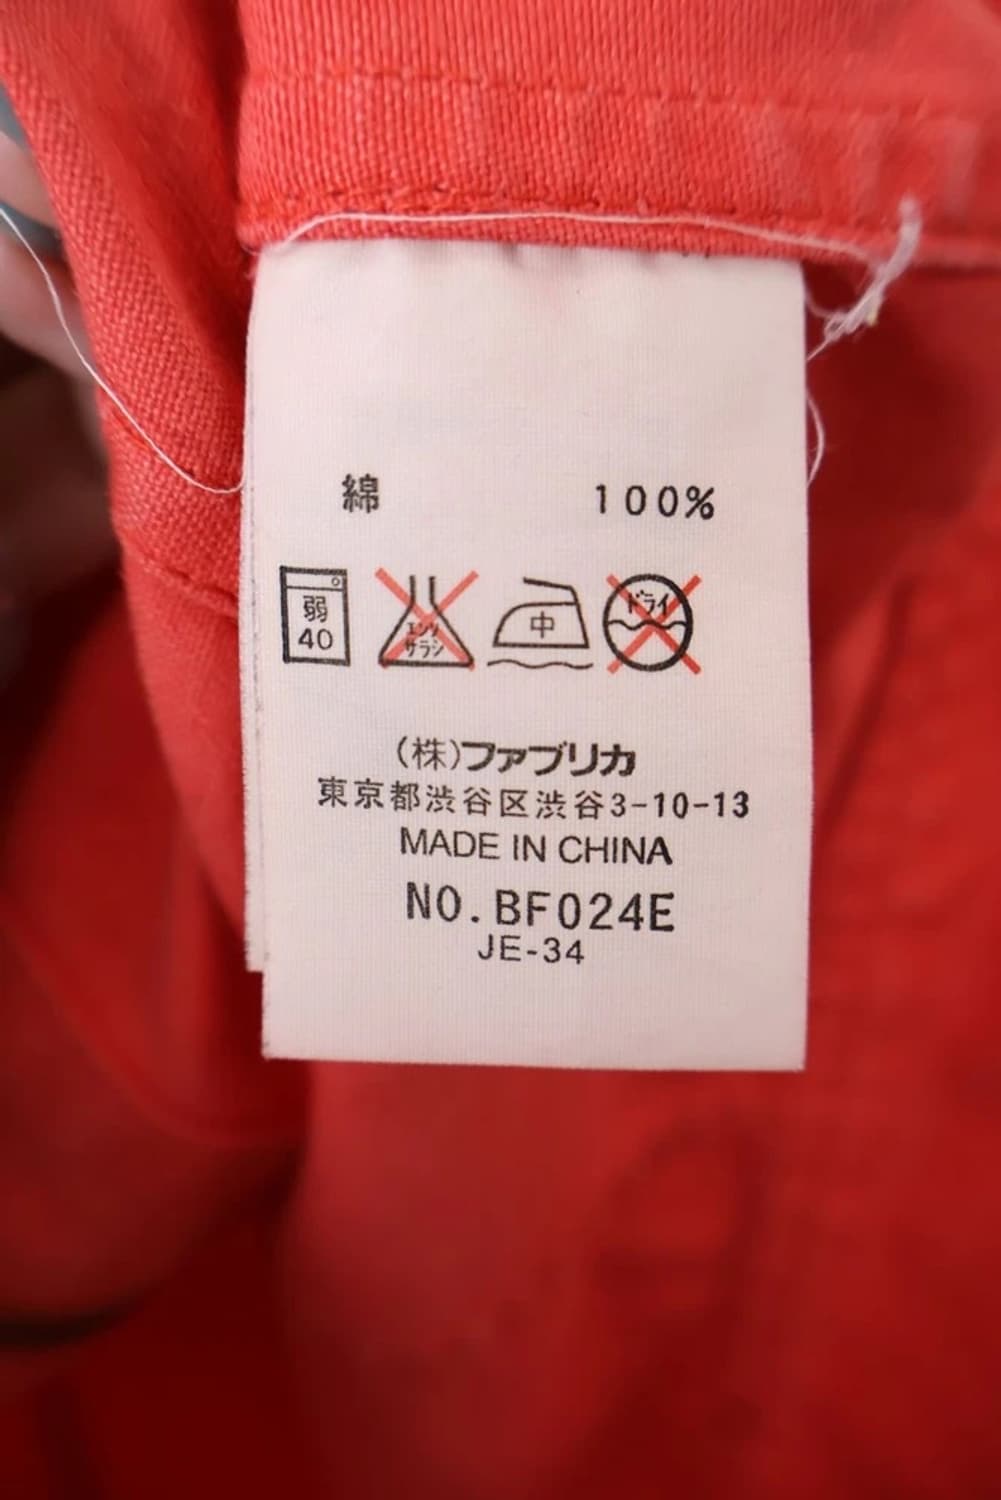 綿 100%
弱 エンソ 中 ドライ
40 サラシ
(株)ファブリカ
東京都渋谷区渋谷3-10-13
MADE IN CHINA
NO.BF024E
JE-34